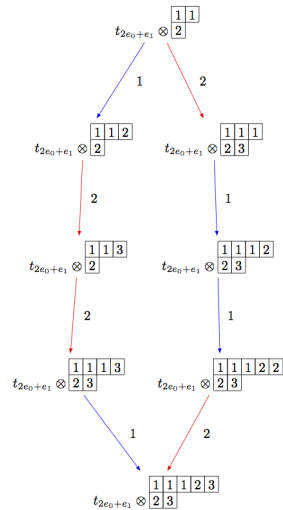 1 1
t_{2e_0+e_1} ⊗ 2
1 2
1 1 2 1 1 1
t_{2e_0+e_1} ⊗ 2 t_{2e_0+e_1} ⊗ 2 3
2 1
1 1 3 1 1 1 2
t_{2e_0+e_1} ⊗ 2 t_{2e_0+e_1} ⊗ 2 3
2 1
1 1 1 3 1 1 1 2 2
t_{2e_0+e_1} ⊗ 2 3 t_{2e_0+e_1} ⊗ 2 3
1 2
1 1 1 2 3
t_{2e_0+e_1} ⊗ 2 3